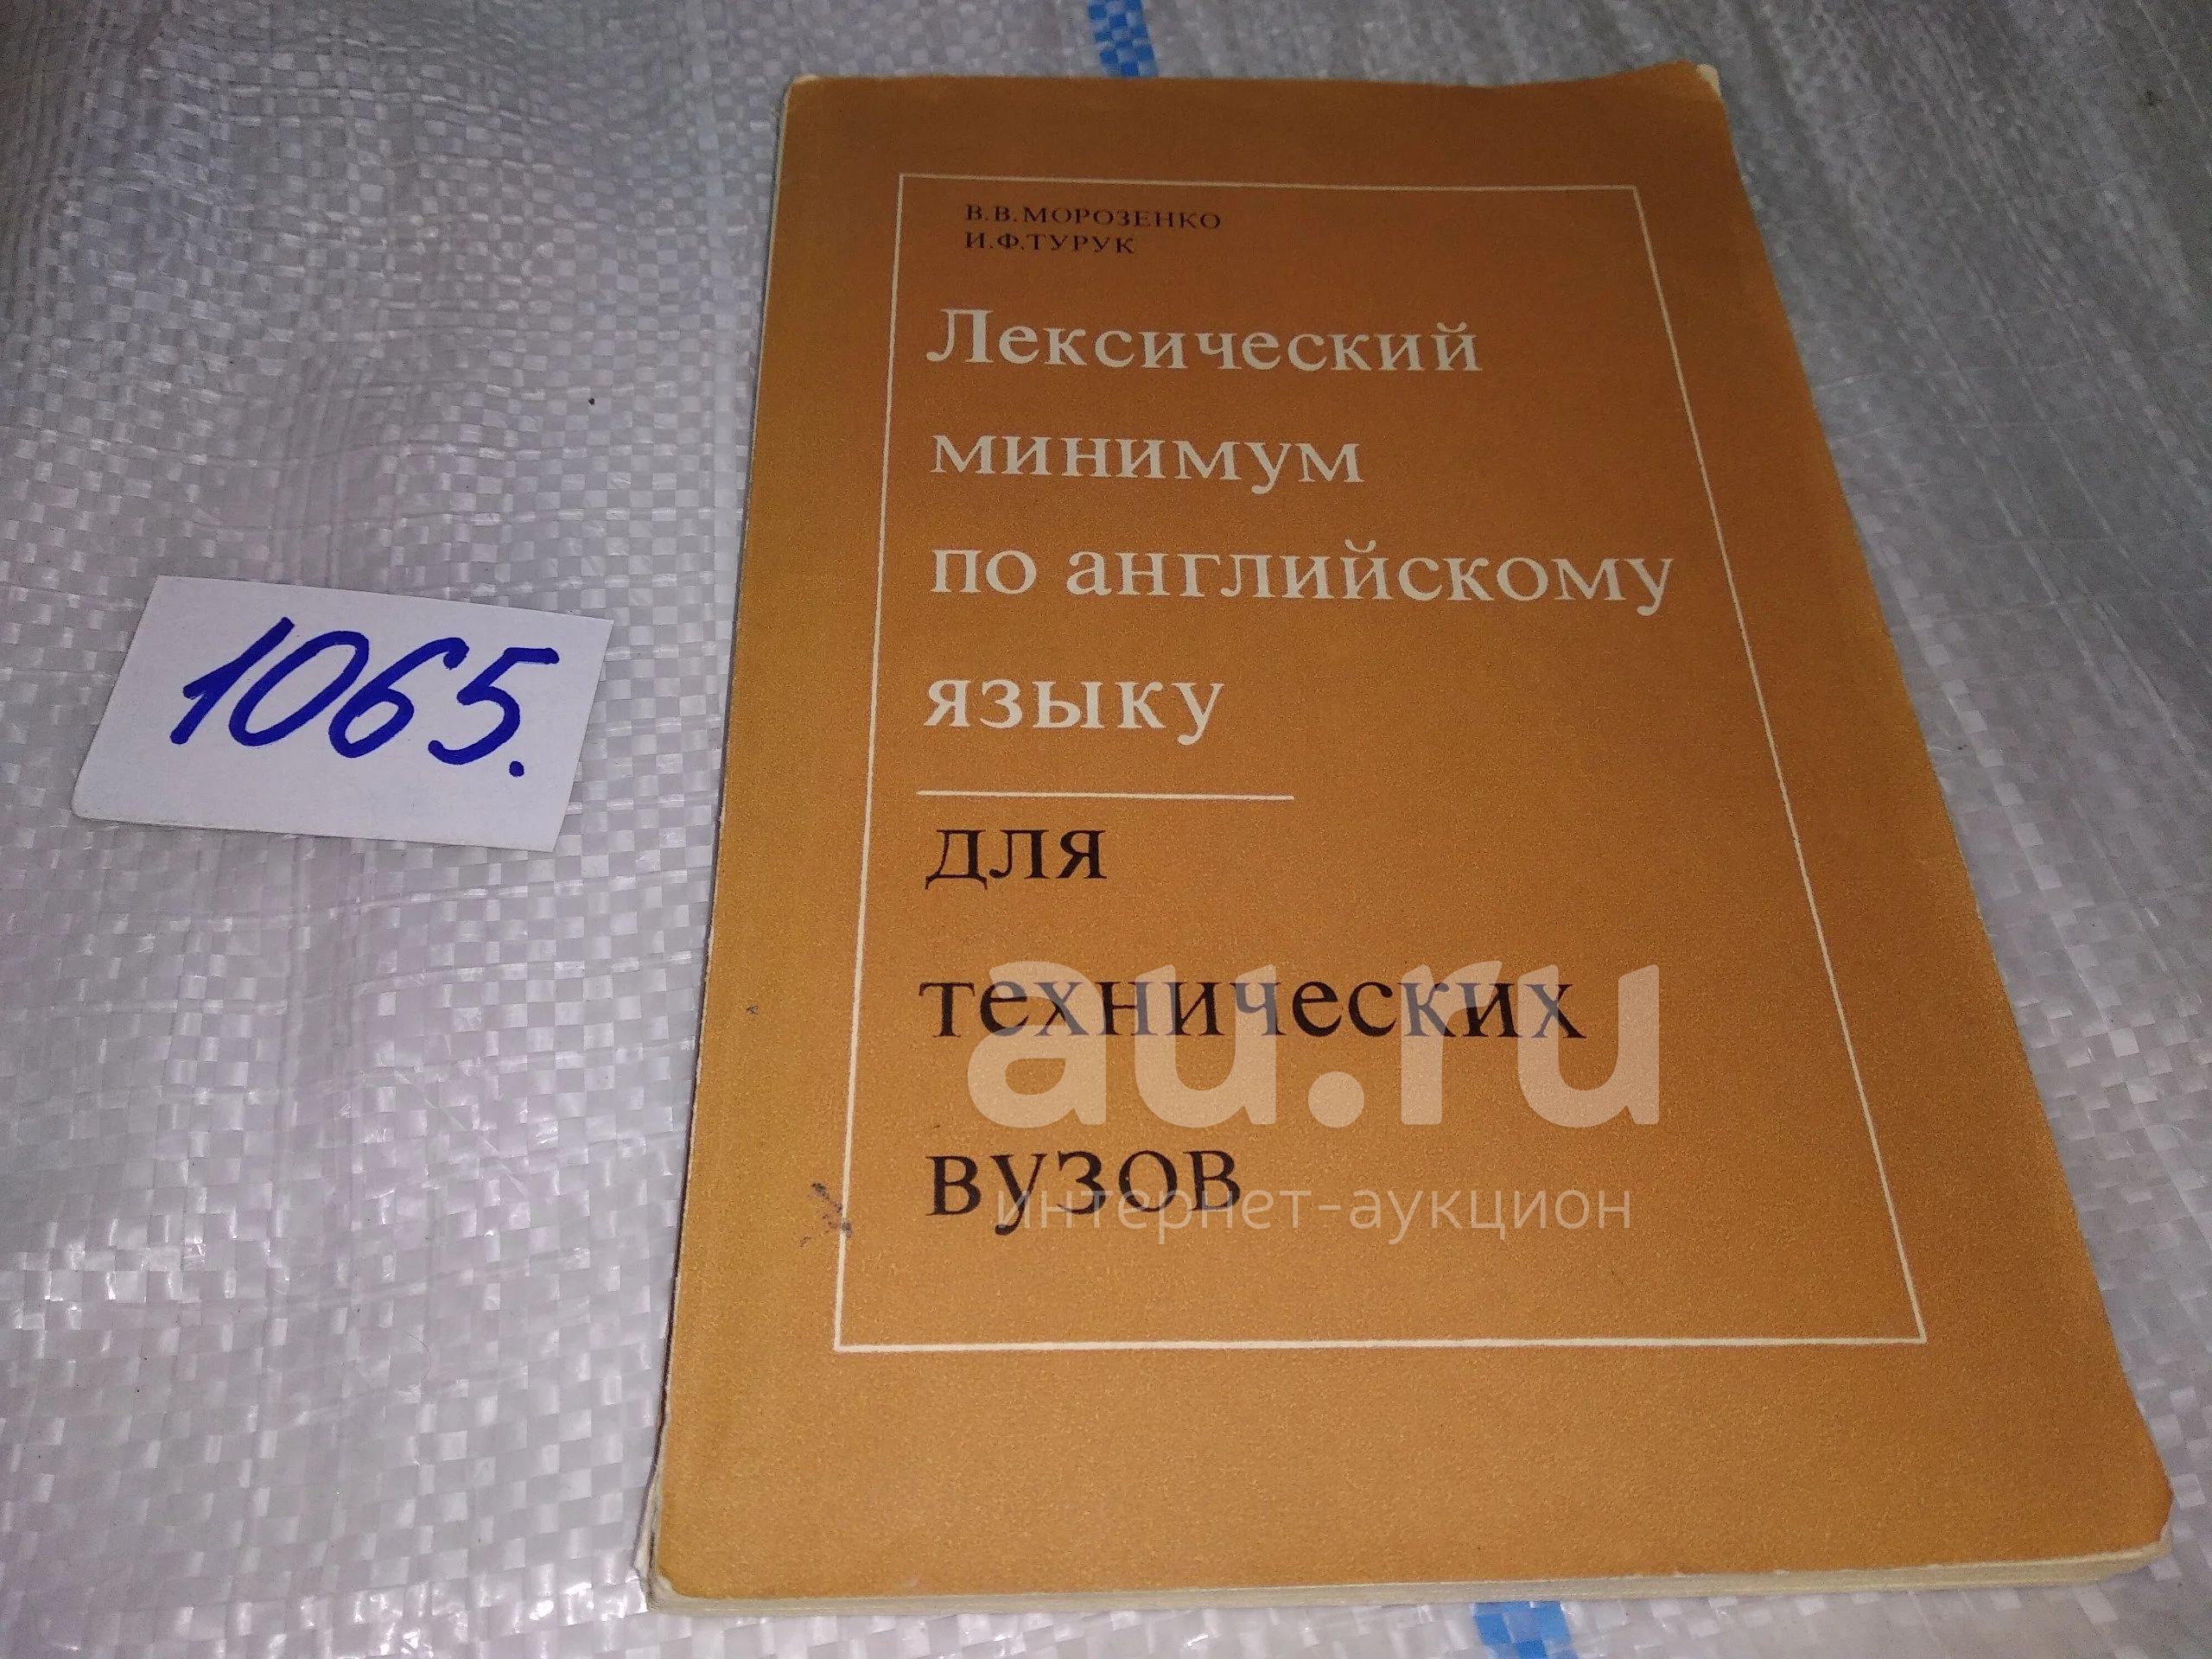 В.В.МОРОЗЕНКО
И.Ф.ТУРУК
Лексический
минимум
по английскому
языку
для
технических
вузов
1065.
au.ru
интернет-аукцион